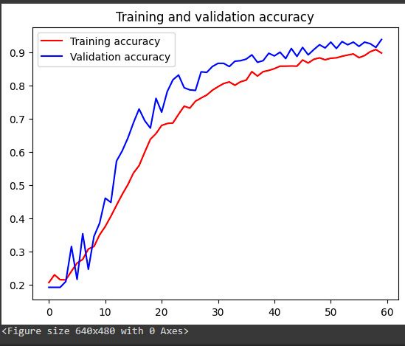 Training and validation accuracy
Training accuracy
Validation accuracy
0.9
0.8
0.7
0.6
0.5
0.4
0.3
0.2
0 10 20 30 40 50 60
<Figure size 640x480 with 0 Axes>